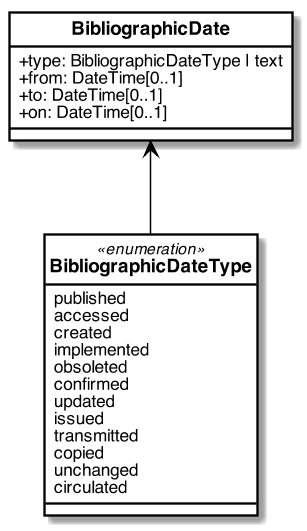 BibliographicDate
+type: BibliographicDateType | text
+from: DateTime[0..1]
+to: DateTime[0..1]
+on: DateTime[0..1]
«enumeration»
BibliographicDateType
published
accessed
created
implemented
obsoleted
confirmed
updated
issued
transmitted
copied
unchanged
circulated